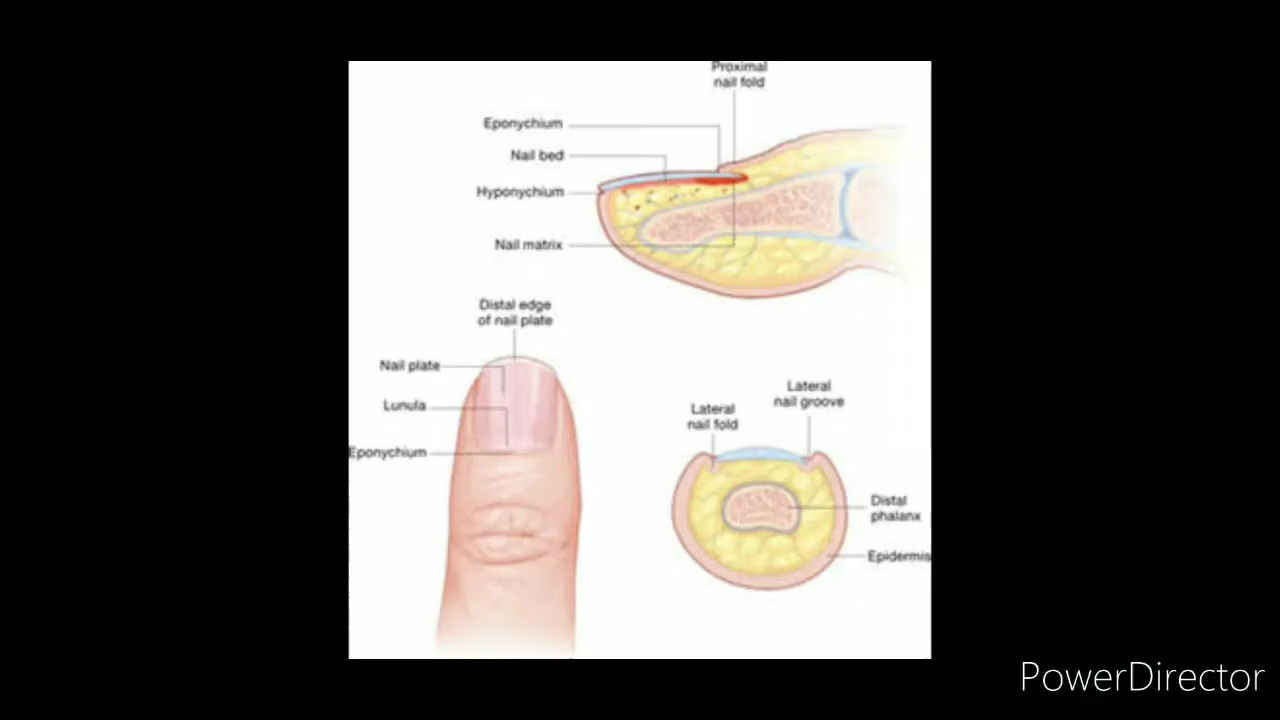 Proximal
nail fold
Eponychium
Nail bed
Hyponychium
Nail matrix
Distal edge
of nail plate
Nail plate
Lunula
Eponychium
Lateral
nail groove
Lateral
nail fold
Distal
phalanx
Epidermis
PowerDirector